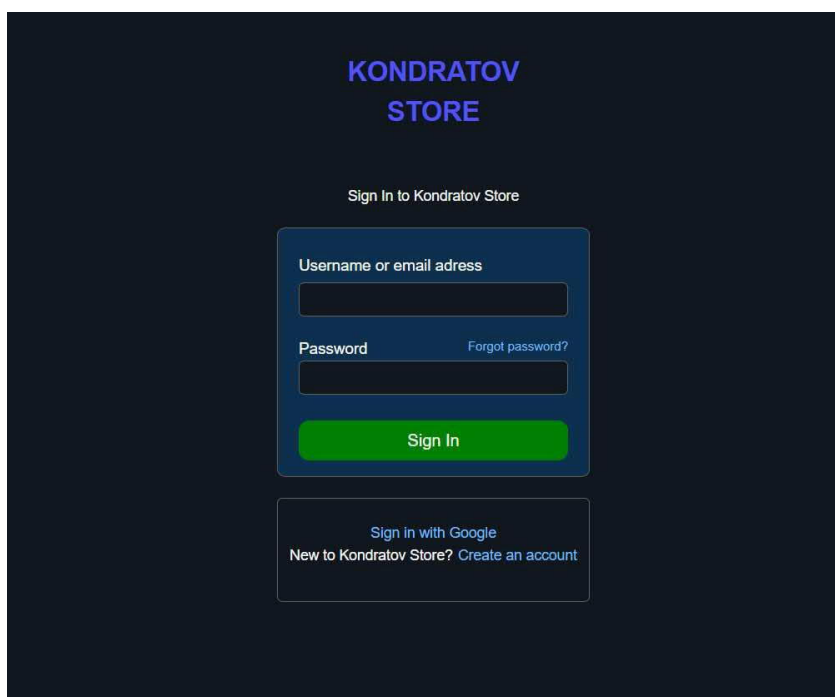 KONDRATOV
STORE
Sign In to Kondratov Store
Username or email adress
Password
Forgot password?
Sign In
Sign in with Google
New to Kondratov Store? Create an account